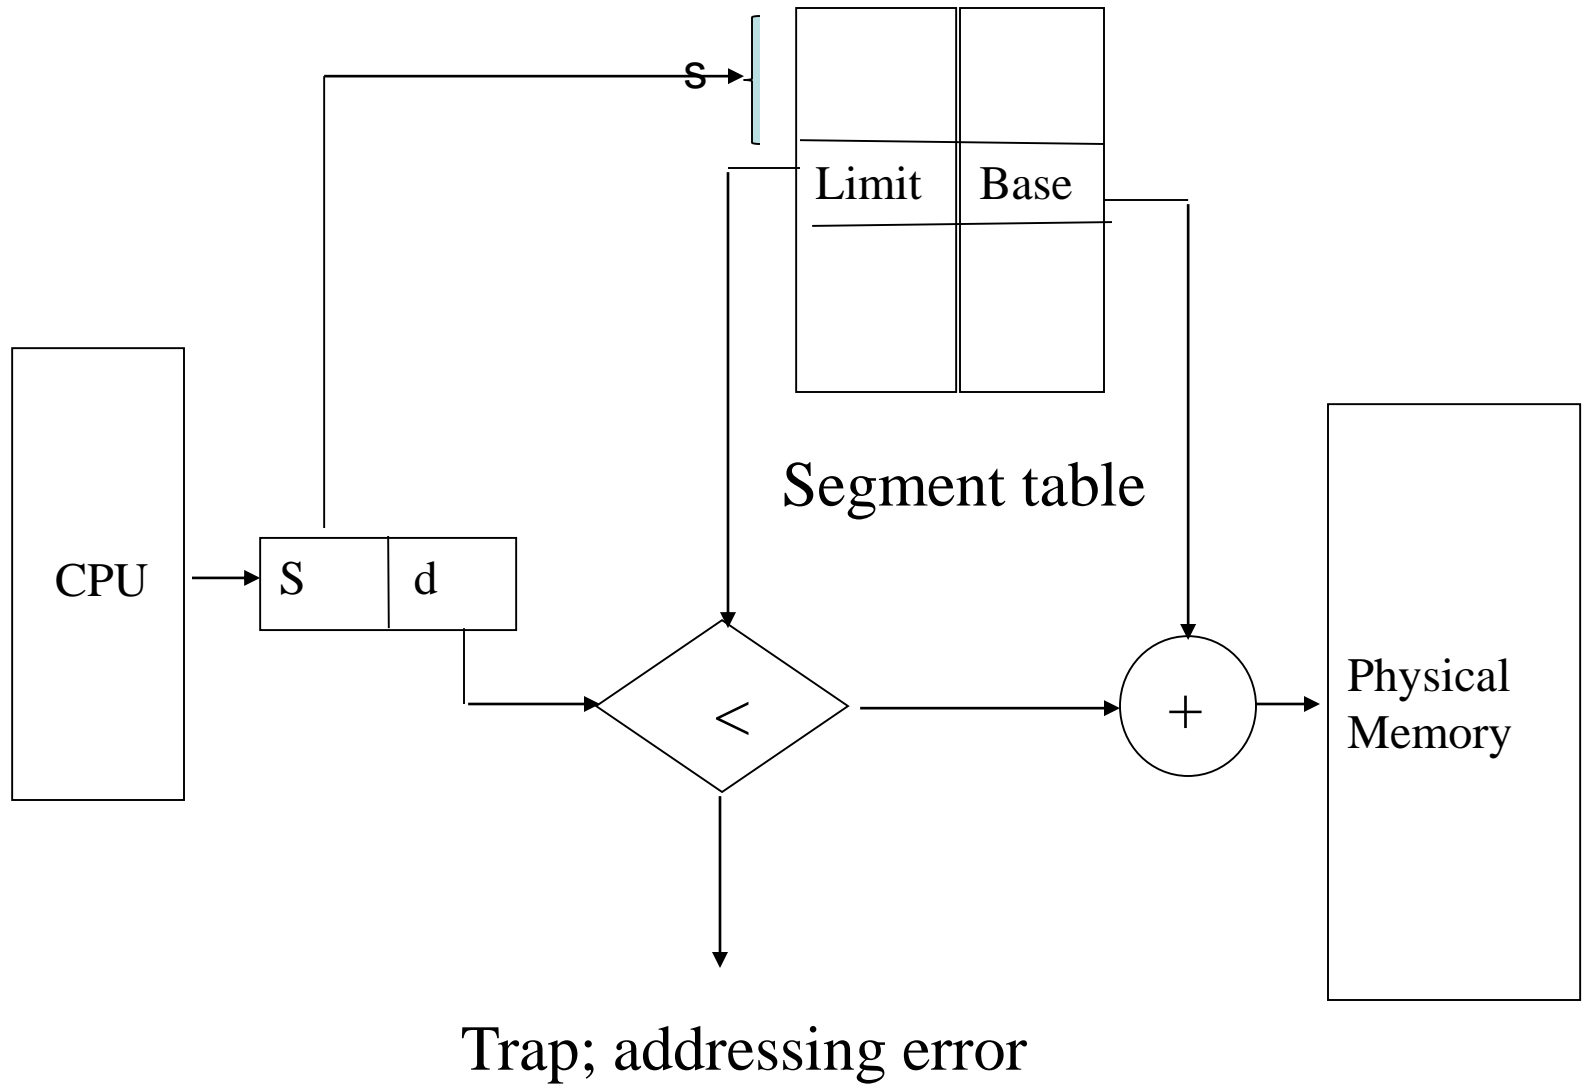 s
Limit Base
Segment table
CPU
S d
<
+
Physical
Memory
Trap; addressing error